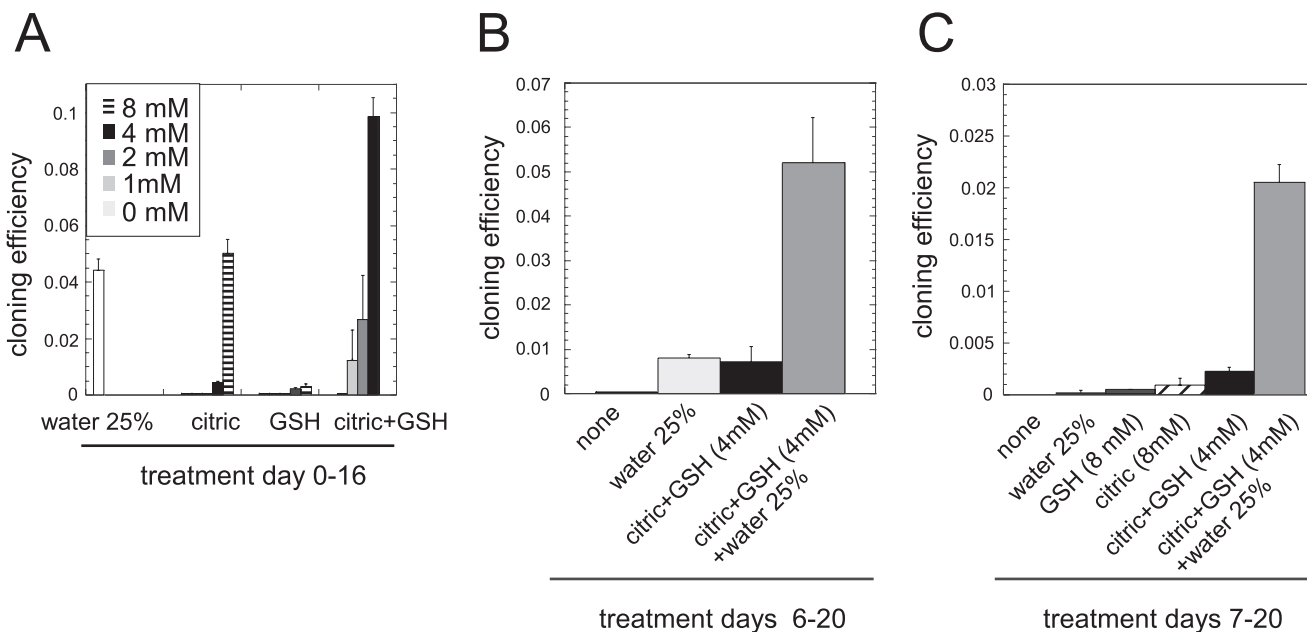 A
cloning efficiency
0.1
0.08
0.06
0.04
0.02
0
8 mM
4 mM
2 mM
1mM
0 mM
water 25%
citric
GSH
citric+GSH
treatment day 0-16
B
cloning efficiency
0.07
0.06
0.05
0.04
0.03
0.02
0.01
0
none
water 25%
citric+GSH (4mM)
citric+GSH (4mM)
+water 25%
treatment days 6-20
C
cloning efficiency
0.03
0.025
0.02
0.015
0.01
0.005
0
none
water 25%
GSH (8 mM)
citric (8mM)
citric+GSH (4mM)
citric+GSH (4mM)
+water 25%
treatment days 7-20